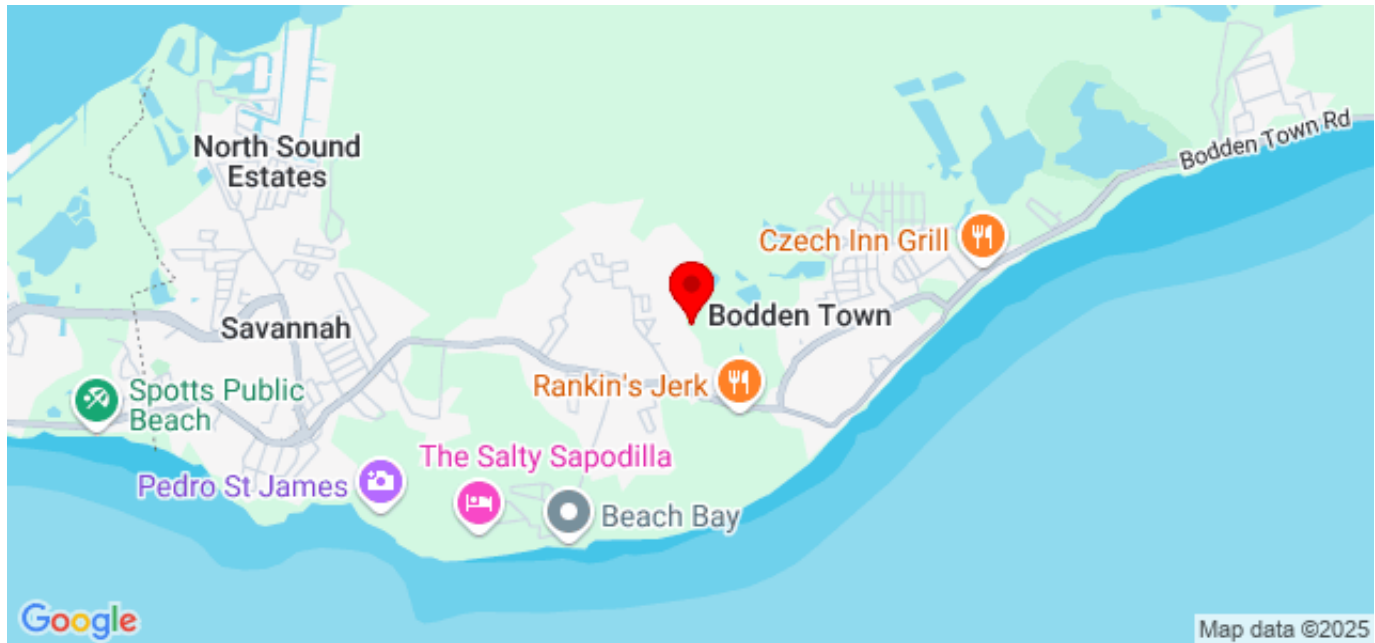 Bodden Town Rd
North Sound
Estates
Czech Inn Grill
Bodden Town
Savannah
Rankin's Jerk
Spotts Public
Beach
The Salty Sapodilla
Pedro St James
Beach Bay
Google
Map data ©2025